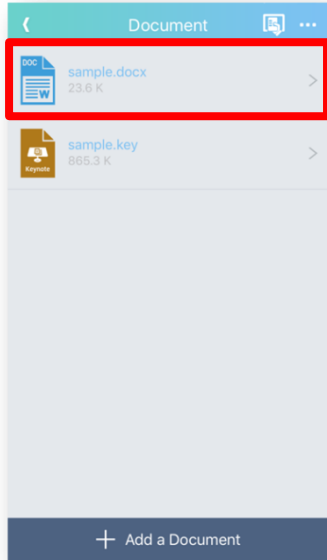 Document
DOC
W
sample.docx
23.6 K
Keynote
sample.key
865.3 K
Add a Document